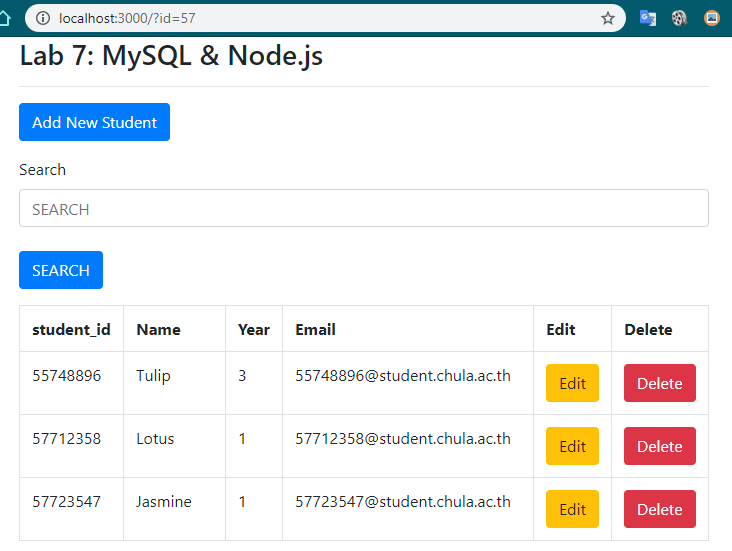 localhost:3000/?id=57
Lab 7: MySQL & Node.js
Add New Student
Search
SEARCH
SEARCH
student_id Name Year Email Edit Delete
55748896 Tulip 3 55748896@student.chula.ac.th Edit Delete
57712358 Lotus 1 57712358@student.chula.ac.th Edit Delete
57723547 Jasmine 1 57723547@student.chula.ac.th Edit Delete